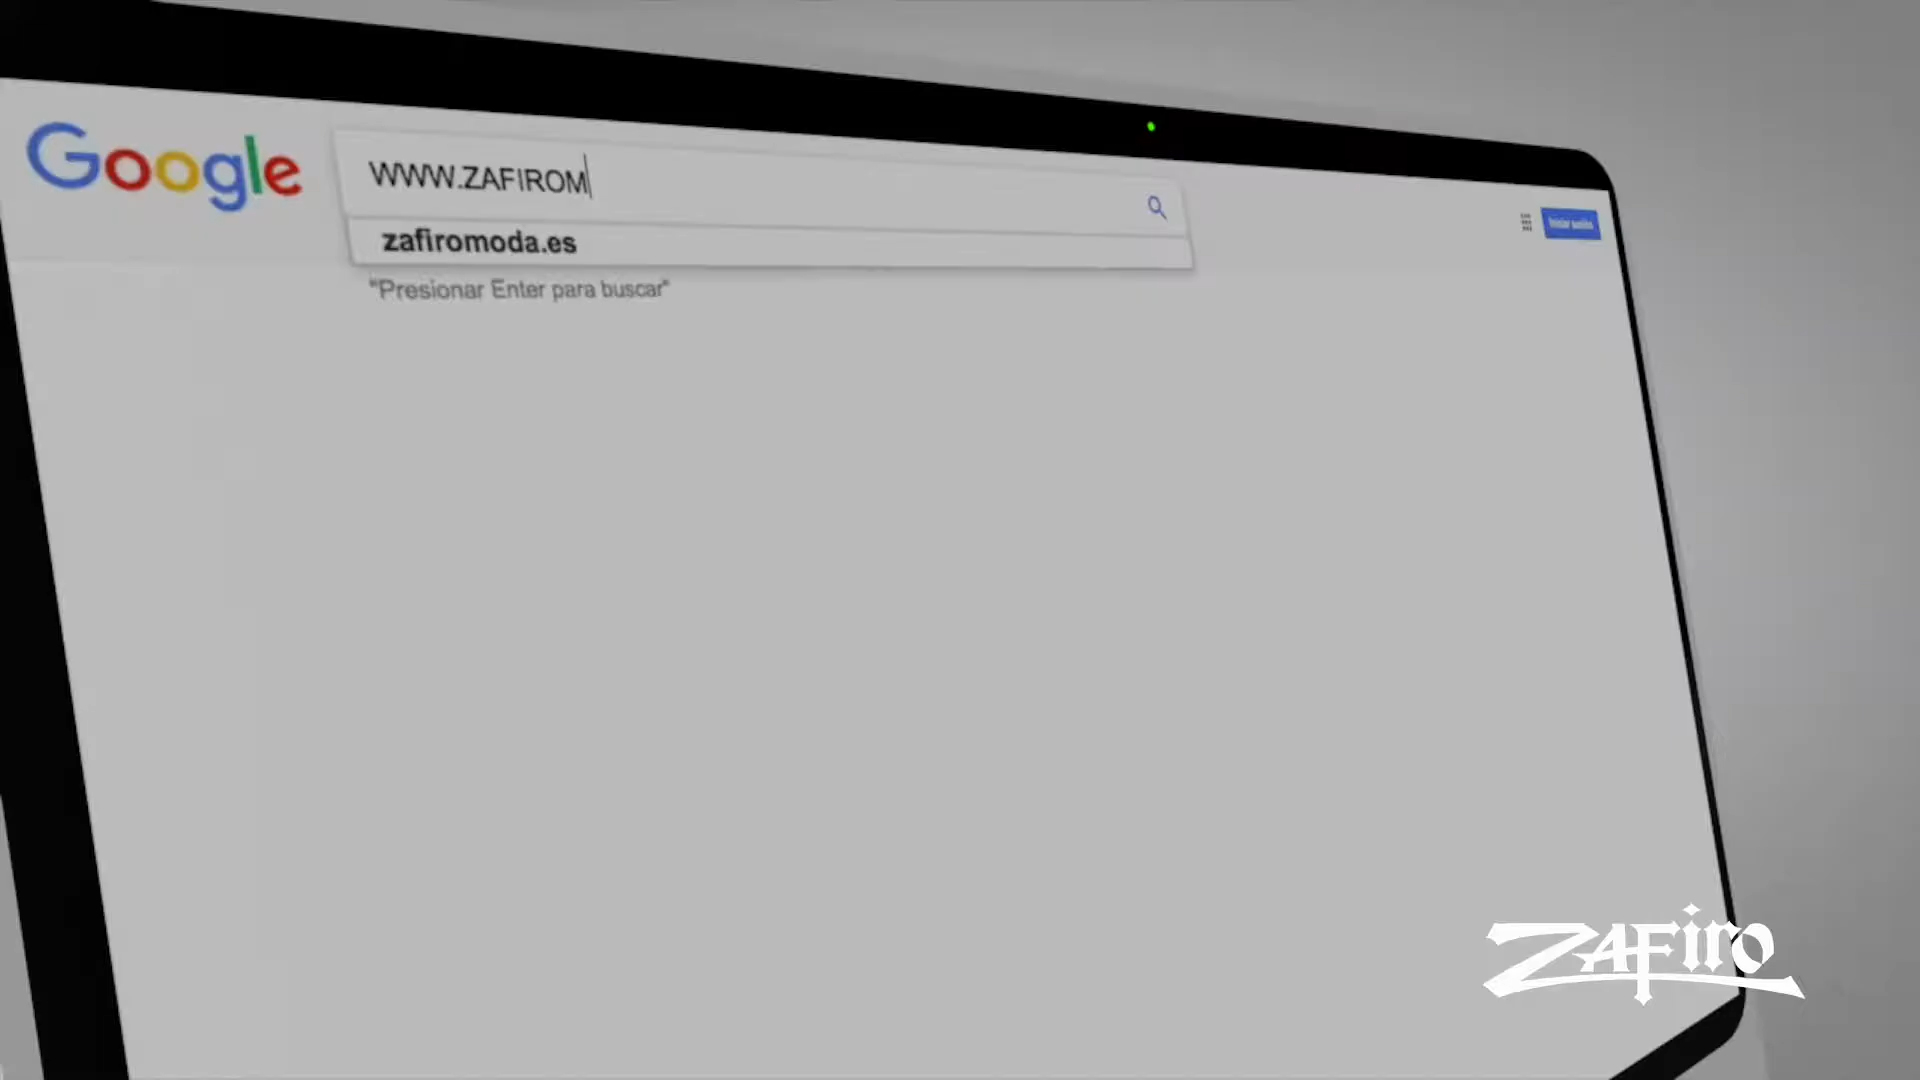 Google
WWW.ZAFIROM
zafiromoda.es
"Presionar Enter para buscar"
ZAFIRO